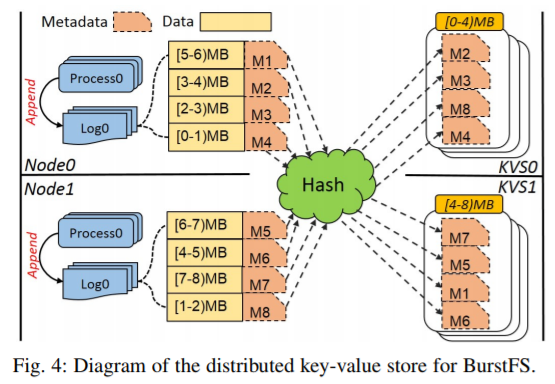 Metadata Data
[5-6)MB M1
[3-4)MB M2
[2-3)MB M3
[0-1)MB M4
Process0
Append
Log0
Node0
Node1
[6-7)MB M5
[4-5)MB M6
[7-8)MB M7
[1-2)MB M8
Process0
Append
Log0
Hash
[0-4)MB
M2
M3
M8
M4
KVS0
KVS1
[4-8)MB
M7
M5
M1
M6
Fig. 4: Diagram of the distributed key-value store for BurstFS.